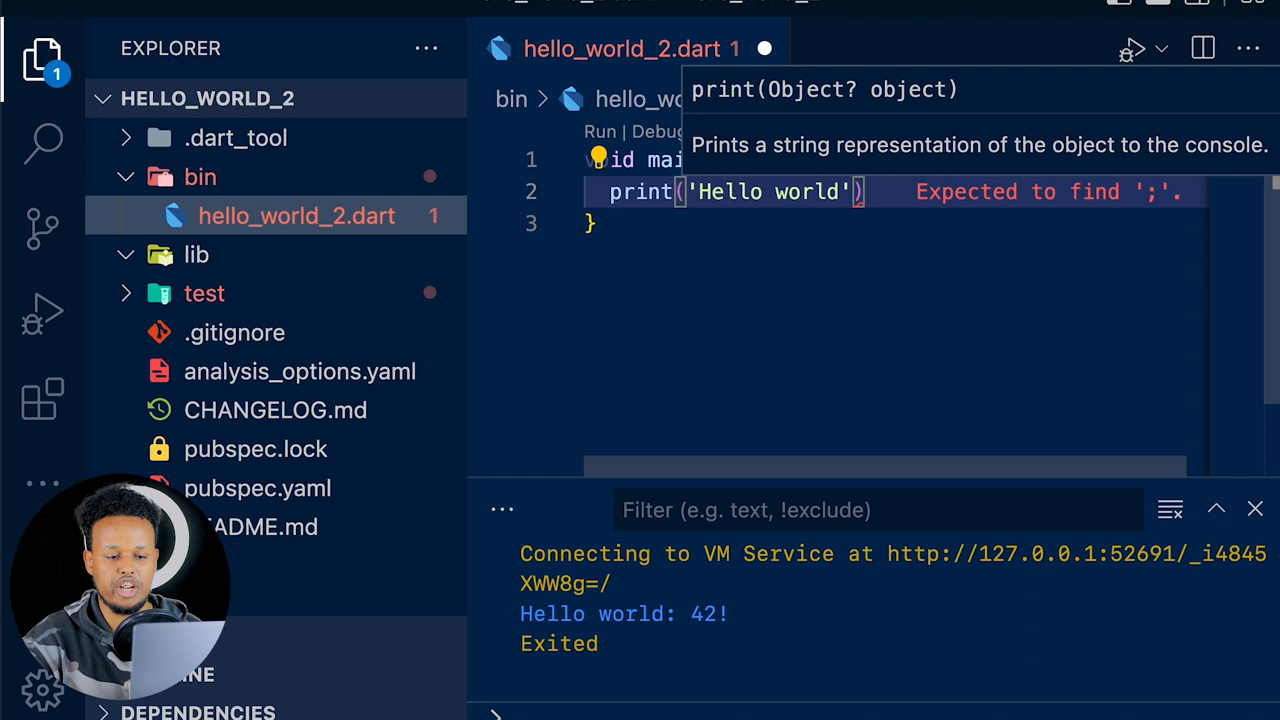 EXPLORER
1
HELLO_WORLD_2
.dart_tool
bin
hello_world_2.dart 1
lib
test
.gitignore
analysis_options.yaml
CHANGELOG.md
pubspec.lock
pubspec.yaml
ADME.md
NE
DEPENDENCIES
hello_world_2.dart 1
bin > hello_wo
print(Object? object)
Prints a string representation of the object to the console.
Run | Debug
1 void mai
2 print('Hello world') Expected to find ';'.
3 }
Filter (e.g. text, !exclude)
Connecting to VM Service at http://127.0.0.1:52691/_i4845
XWW8g=/
Hello world: 42!
Exited